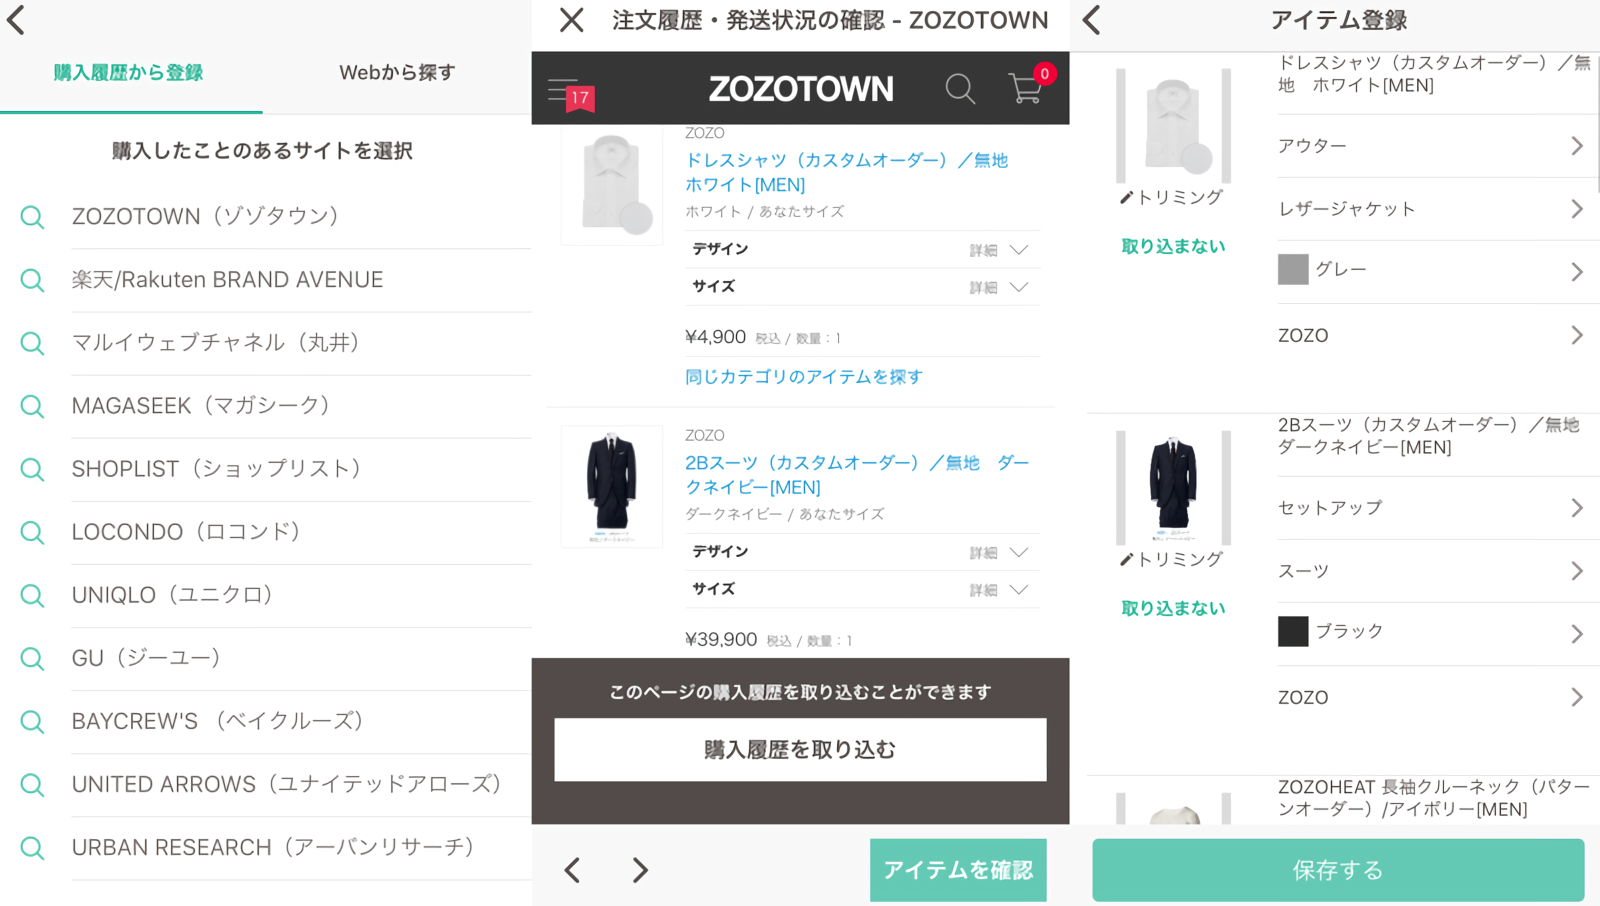 購入履歴から登録
Webから探す
購入したことのあるサイトを選択
ZOZOTOWN（ゾゾタウン）
楽天/Rakuten BRAND AVENUE
マルイウェブチャネル（丸井）
MAGASEEK（マガシーク）
SHOPLIST（ショップリスト）
LOCONDO（ロコンド）
UNIQLO（ユニクロ）
GU（ジーユー）
BAYCREW'S （ベイクルーズ）
UNITED ARROWS（ユナイテッドアローズ）
URBAN RESEARCH（アーバンリサーチ）
注文履歴・発送状況の確認 - ZOZOTOWN
17
ZOZOTOWN
0
ZOZO
ドレスシャツ（カスタムオーダー）／無地
ホワイト[MEN]
ホワイト / あなたサイズ
デザイン 詳細
サイズ 詳細
¥4,900 税込 / 数量：1
同じカテゴリのアイテムを探す
ZOZO
2Bスーツ（カスタムオーダー）／無地　ダー
クネイビー[MEN]
ダークネイビー / あなたサイズ
デザイン 詳細
サイズ 詳細
¥39,900 税込 / 数量：1
このページの購入履歴を取り込むことができます
購入履歴を取り込む
アイテムを確認
アイテム登録
ドレスシャツ（カスタムオーダー）／無
地　ホワイト[MEN]
トリミング
取り込まない
アウター
レザージャケット
グレー
ZOZO
2Bスーツ（カスタムオーダー）／無地
ダークネイビー[MEN]
トリミング
取り込まない
セットアップ
スーツ
ブラック
ZOZO
ZOZOHEAT 長袖クルーネック（パター
ンオーダー）/アイボリー[MEN]
保存する